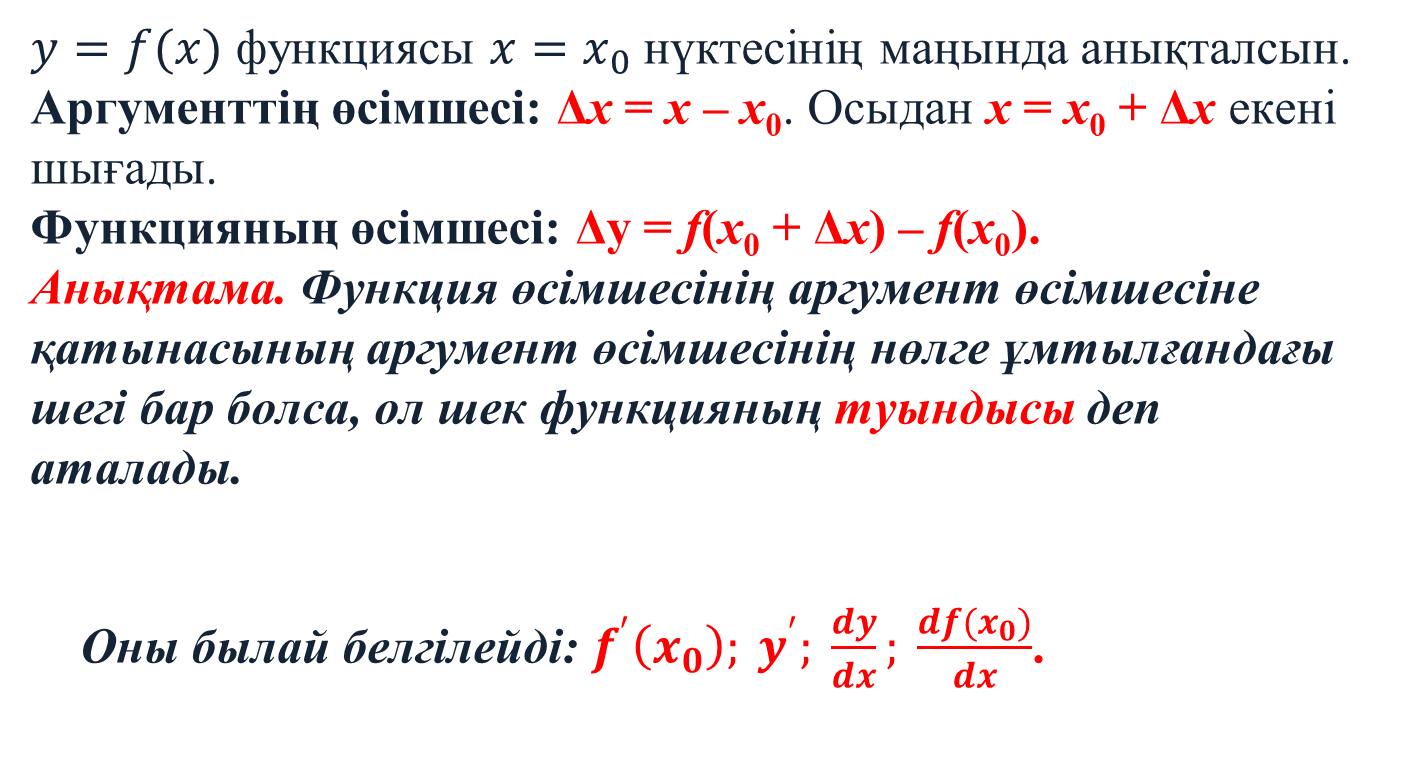 y = f(x) функциясы x = x₀ нүктесінің маңында анықталсын.
Аргументтің өсімшесі: Δx = x – x₀. Осыдан x = x₀ + Δx екені
шығады.
Функцияның өсімшесі: Δy = f(x₀ + Δx) – f(x₀).
Анықтама. Функция өсімшесінің аргумент өсімшесіне
қатынасының аргумент өсімшесінің нөлге ұмтылғандағы
шегі бар болса, ол шек функцияның туындысы деп
аталады.
Оны былай белгілейді: f′(x₀); y′; dy/dx; df(x₀)/dx.